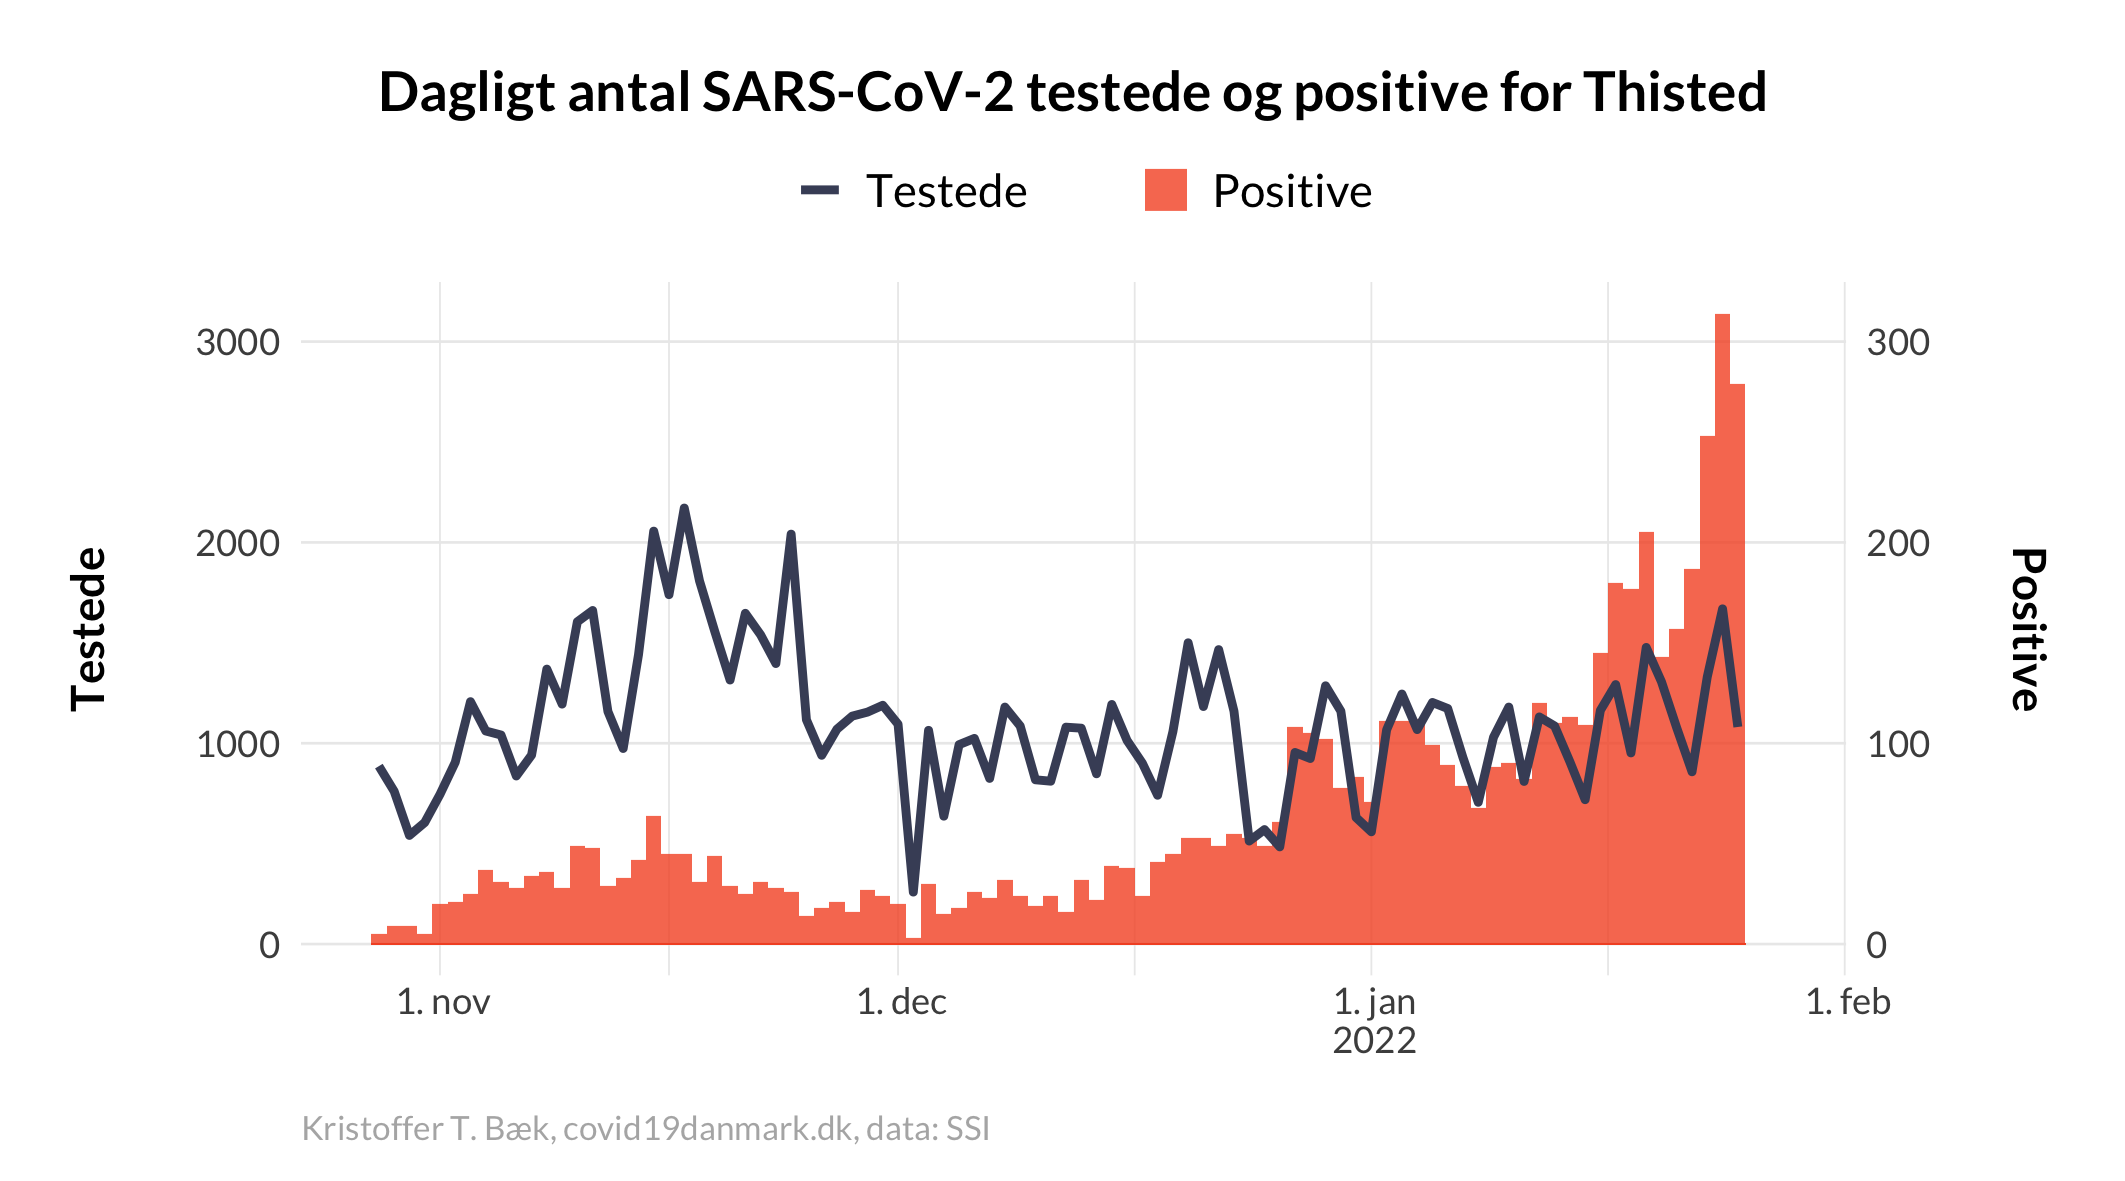 Dagligt antal SARS-CoV-2 testede og positive for Thisted
Testede
Positive
3000
2000
1000
0
300
200
100
0
Testede
Positive
1. nov
1. dec
1. jan
2022
1. feb
Kristoffer T. Bæk, covid19danmark.dk, data: SSI